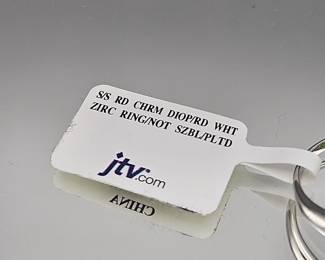 S/S RD CHRM DIOP/RD WHT
ZIRC RING/NOT SZBL/PLTD
jtv.com
CHINA